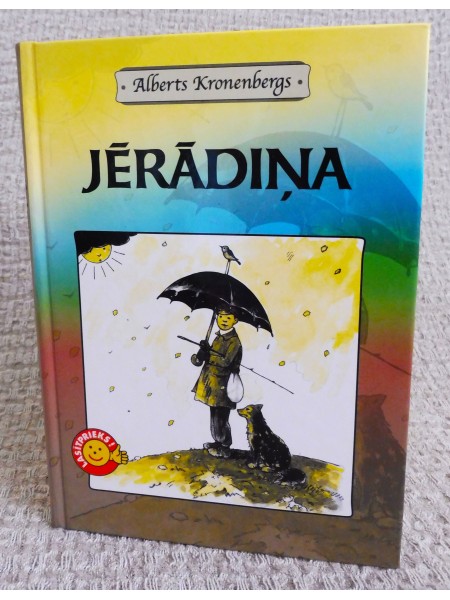 · Alberts Kronenbergs ·
JĒRĀDIŅA
LASĪTPRIEKS!